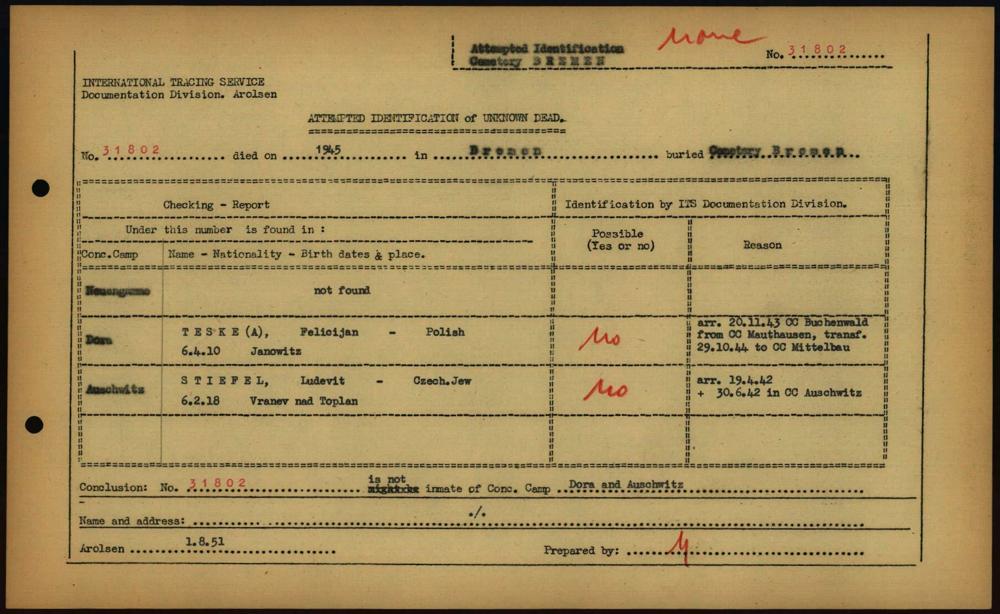 Attempted Identification none
Cemetery BREMEN No. 31802
INTERNATIONAL TRACING SERVICE
Documentation Division. Arolsen
ATTEMPTED IDENTIFICATION of UNKNOWN DEAD.
No. 31802 died on 1945 in Bremen buried Cemetery Bremen
Checking - Report Identification by ITS Documentation Division.
Under this number is found in : Possible (Yes or no) Reason
Conc.Camp Name - Nationality - Birth dates & place.
Neuengamme not found
Dora TESKE(A), Felicijan - Polish No arr. 20.11.43 CC Buchenwald
6.4.10 Janowitz from CC Mauthausen, transf.
29.10.44 to CC Mittelbau
Auschwitz STIEFEL, Ludevit - Czech.Jew No arr. 19.4.42
6.2.18 Vranev nad Toplan + 30.6.42 in CC Auschwitz
is not
Conclusion: No. 31802 inmate of Conc. Camp Dora and Auschwitz
Name and address: ./.
Arolsen 1.8.51 Prepared by: